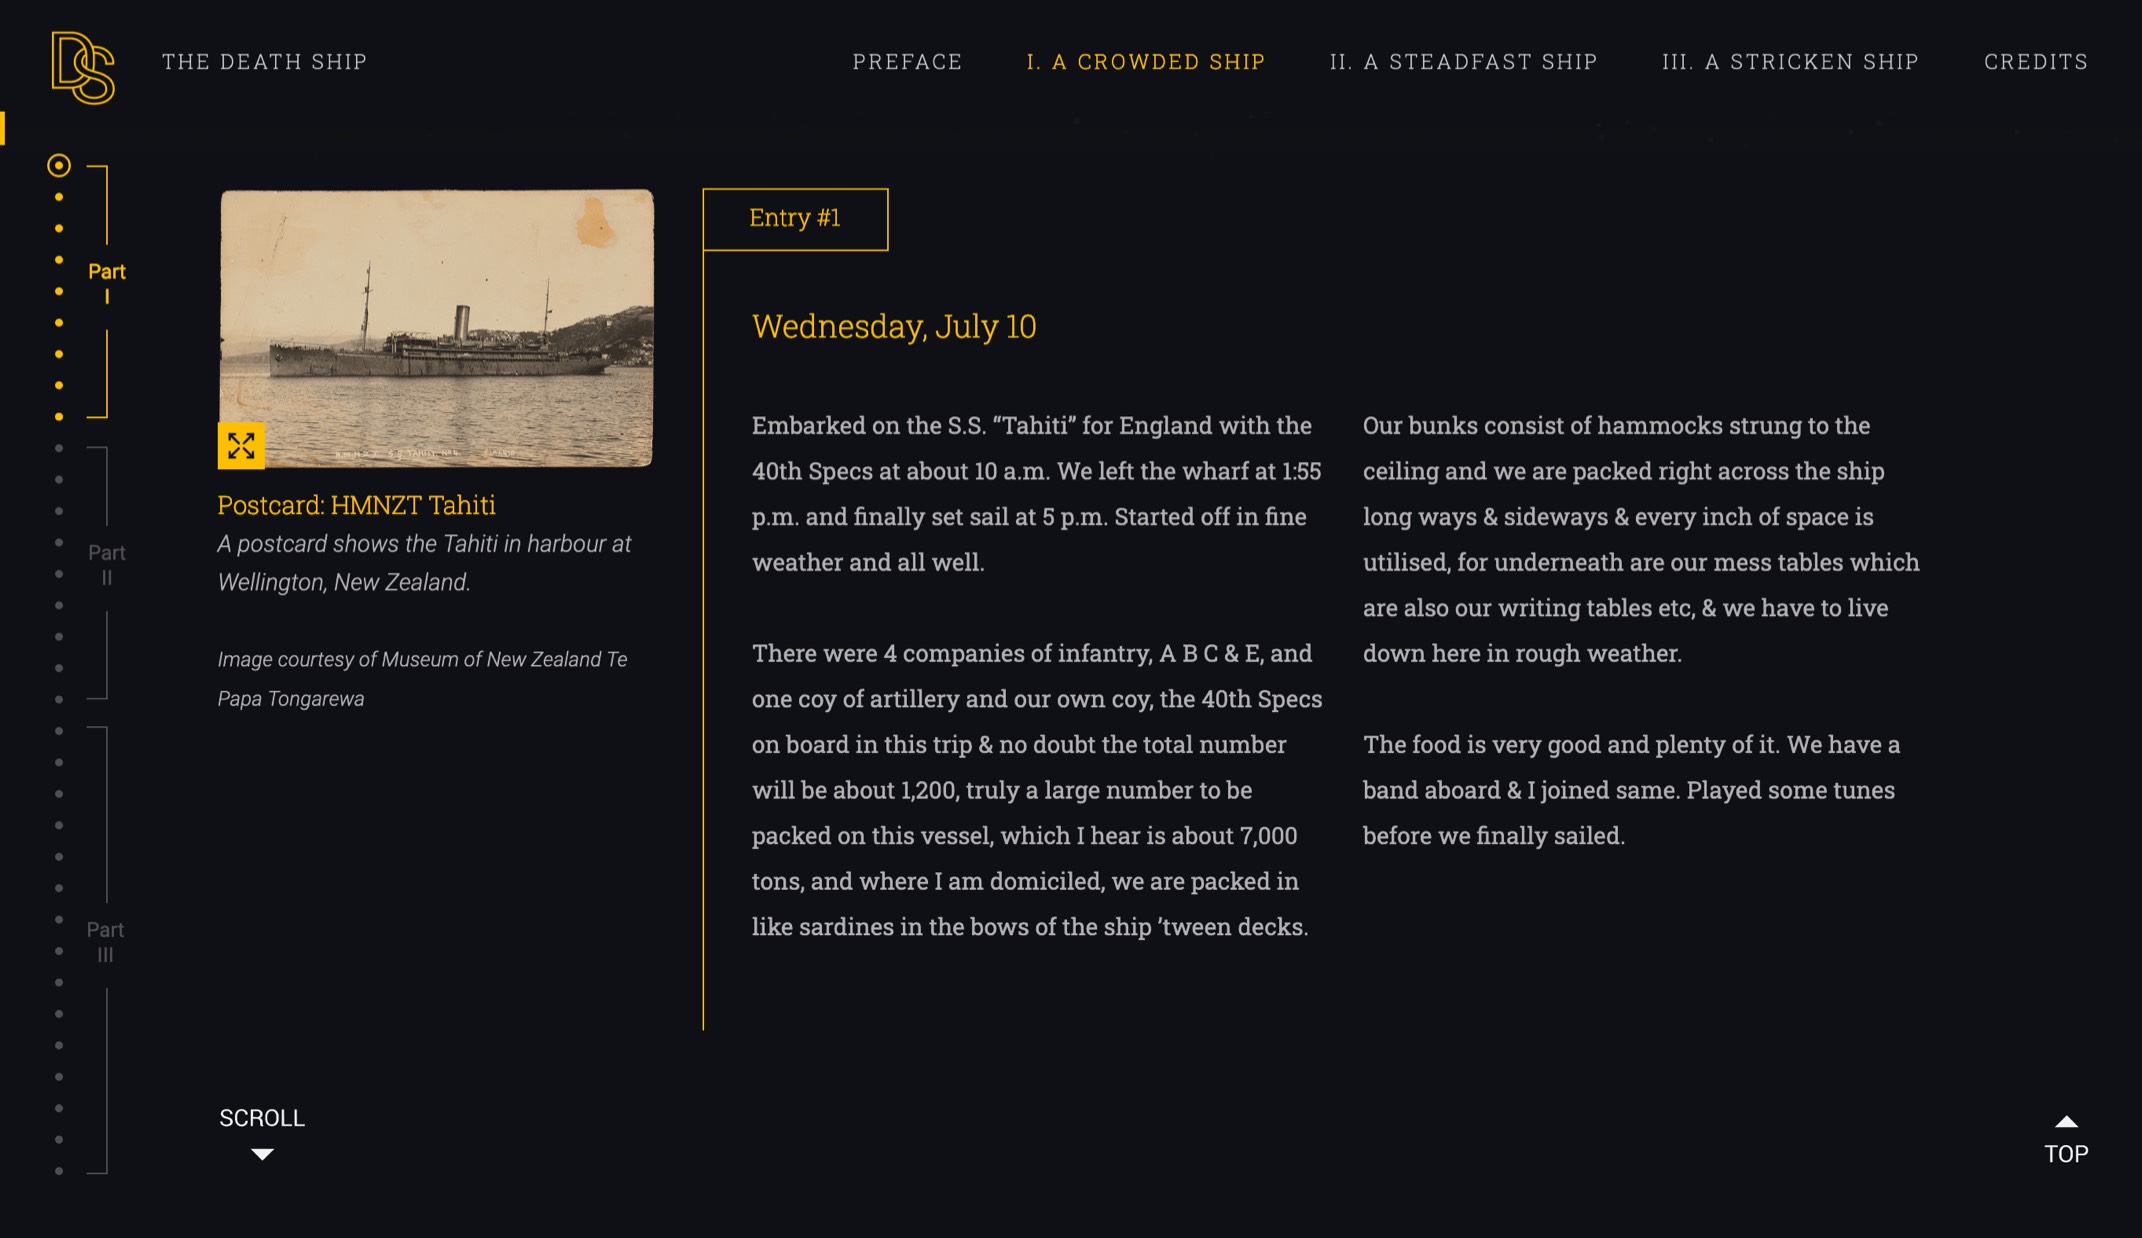 DS
THE DEATH SHIP
PREFACE
I. A CROWDED SHIP
II. A STEADFAST SHIP
III. A STRICKEN SHIP
CREDITS
Part
I
Part
II
Part
III
Postcard: HMNZT Tahiti
A postcard shows the Tahiti in harbour at
Wellington, New Zealand.
Image courtesy of Museum of New Zealand Te
Papa Tongarewa
Entry #1
Wednesday, July 10
Embarked on the S.S. “Tahiti” for England with the
40th Specs at about 10 a.m. We left the wharf at 1:55
p.m. and finally set sail at 5 p.m. Started off in fine
weather and all well.
There were 4 companies of infantry, A B C & E, and
one coy of artillery and our own coy, the 40th Specs
on board in this trip & no doubt the total number
will be about 1,200, truly a large number to be
packed on this vessel, which I hear is about 7,000
tons, and where I am domiciled, we are packed in
like sardines in the bows of the ship ’tween decks.
Our bunks consist of hammocks strung to the
ceiling and we are packed right across the ship
long ways & sideways & every inch of space is
utilised, for underneath are our mess tables which
are also our writing tables etc, & we have to live
down here in rough weather.
The food is very good and plenty of it. We have a
band aboard & I joined same. Played some tunes
before we finally sailed.
SCROLL
TOP